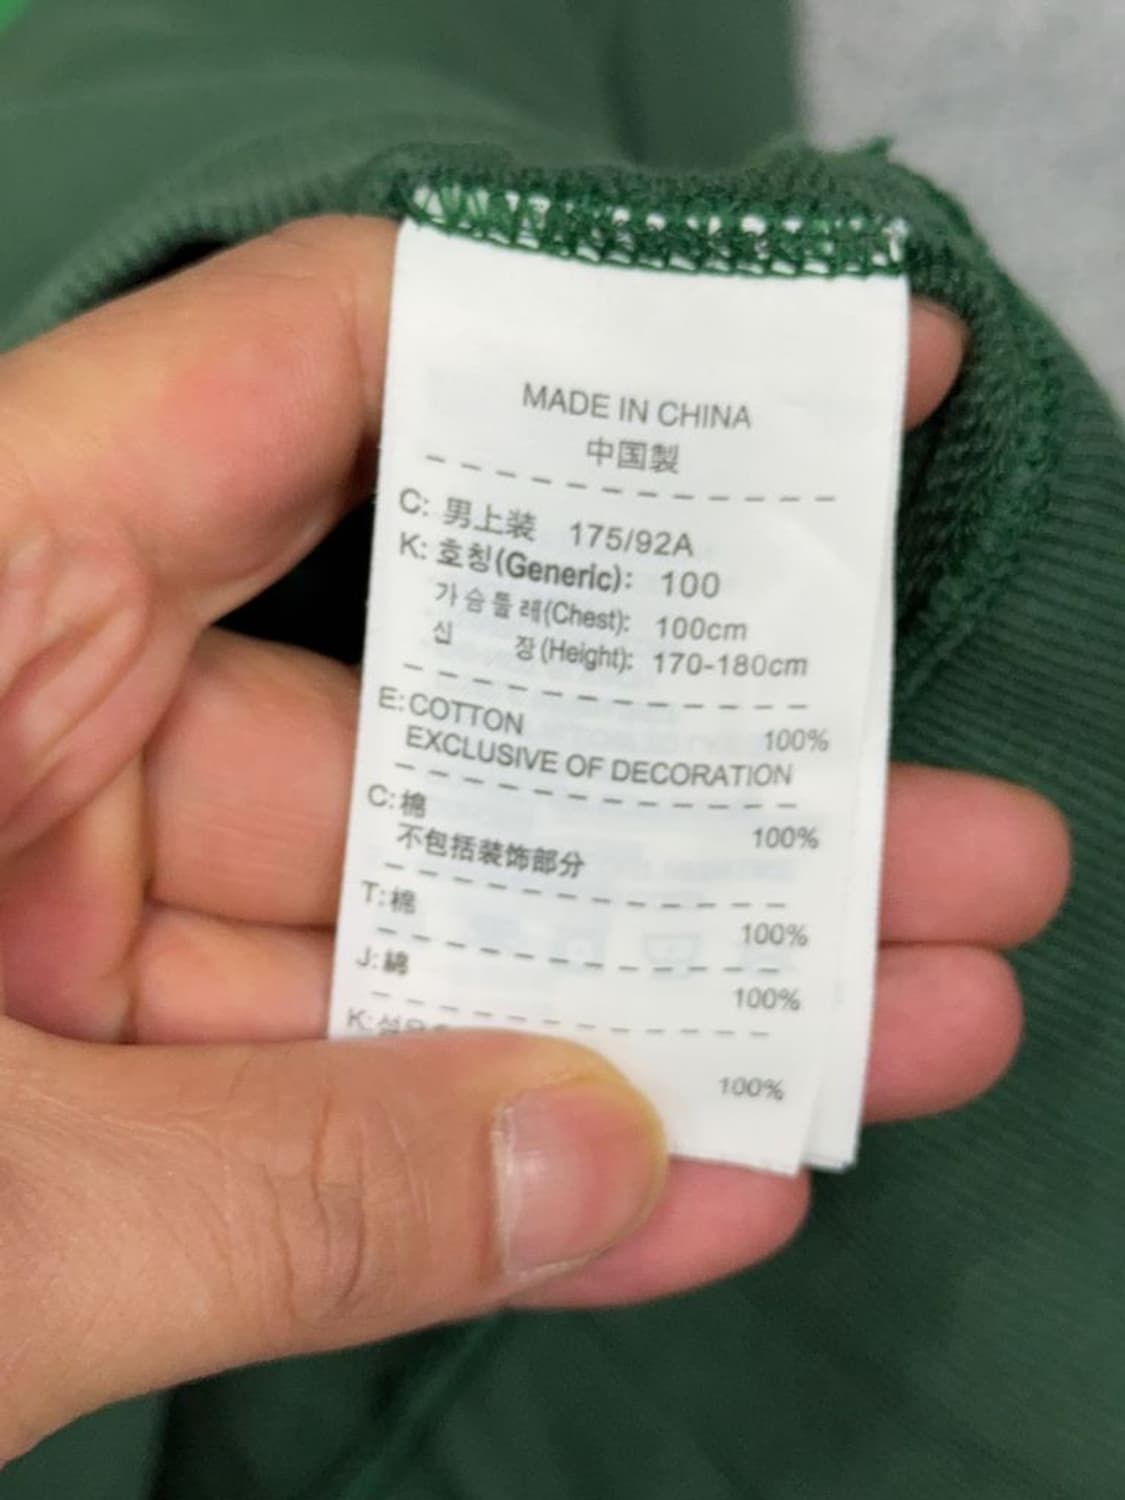 MADE IN CHINA
中国製
C: 男上装 175/92A
K: 호칭(Generic): 100
가슴둘레(Chest): 100cm
신 장(Height): 170-180cm
E: COTTON 100%
EXCLUSIVE OF DECORATION
C: 棉 100%
不包括装饰部分
T: 棉 100%
J: 綿 100%
K:
100%